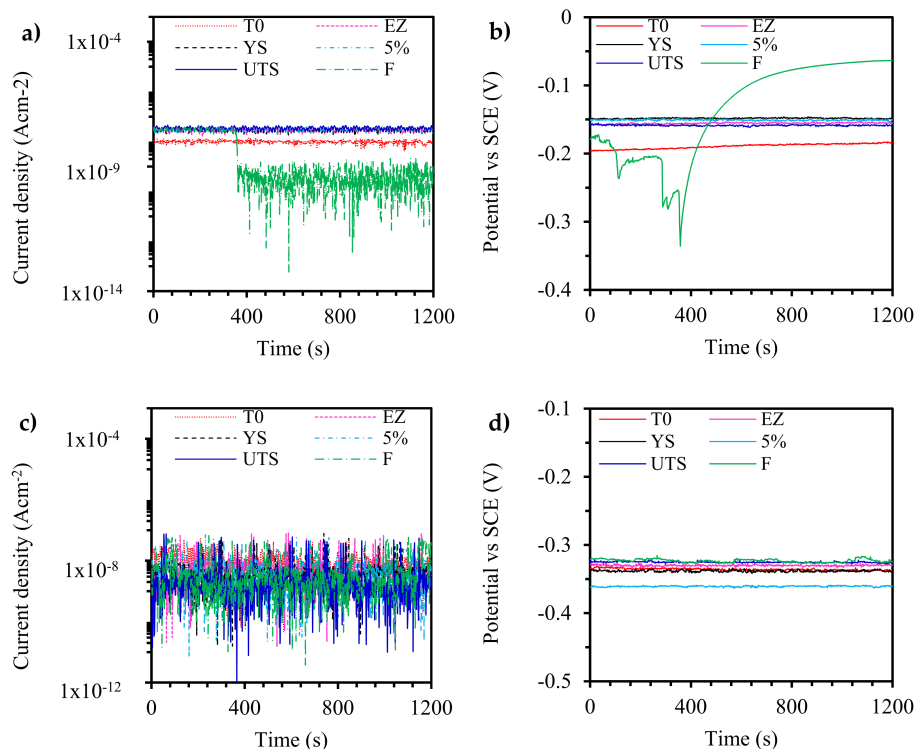 a)
T0 EZ
YS 5%
UTS F
1x10-4
1x10-9
1x10-14
Current density (Acm-2)
0 400 800 1200
Time (s)
b)
T0 EZ
YS 5%
UTS F
0
-0.1
-0.2
-0.3
-0.4
Potential vs SCE (V)
0 400 800 1200
Time (s)
c)
T0 EZ
YS 5%
UTS F
1x10-4
1x10-8
1x10-12
Current density (Acm-2)
0 400 800 1200
Time (s)
d)
T0 EZ
YS 5%
UTS F
-0.1
-0.2
-0.3
-0.4
-0.5
Potential vs SCE (V)
0 400 800 1200
Time (s)